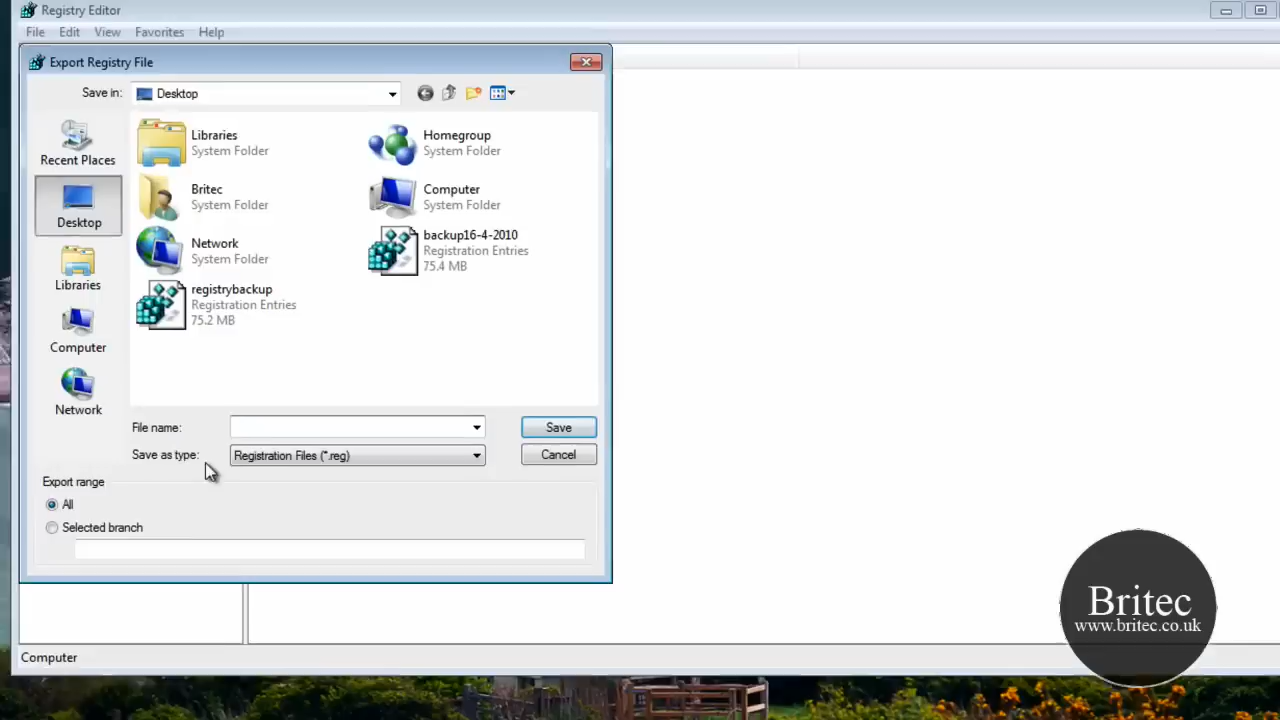 Registry Editor
File Edit View Favorites Help
Export Registry File
Save in: Desktop
Recent Places
Desktop
Libraries
Computer
Network
Libraries
System Folder
Homegroup
System Folder
Britec
System Folder
Computer
System Folder
Network
System Folder
backup16-4-2010
Registration Entries
75.4 MB
registrybackup
Registration Entries
75.2 MB
File name:
Save
Save as type: Registration Files (*.reg)
Cancel
Export range
All
Selected branch
Computer
Britec
www.britec.co.uk